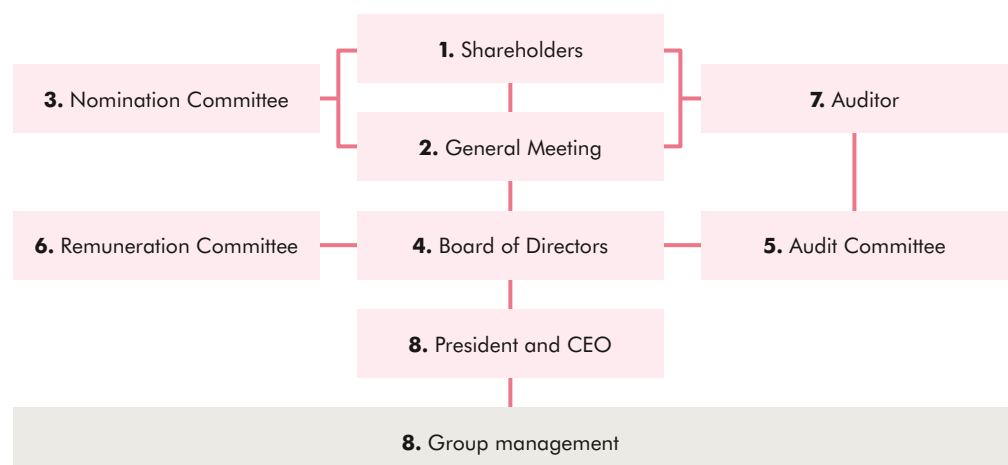 1. Shareholders
3. Nomination Committee
7. Auditor
2. General Meeting
6. Remuneration Committee
4. Board of Directors
5. Audit Committee
8. President and CEO
8. Group management